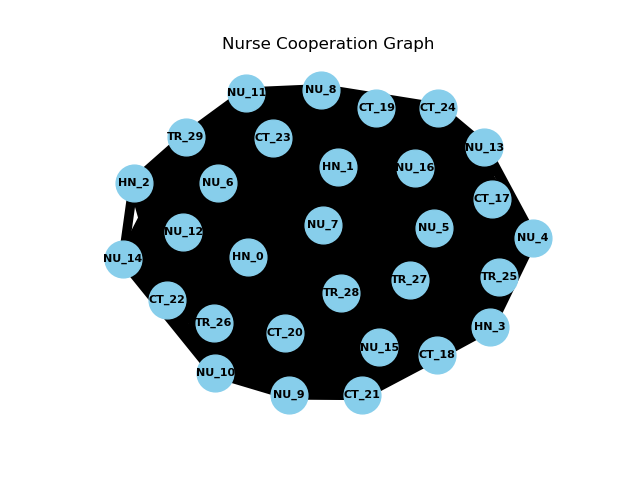 Nurse Cooperation Graph
NU_11
NU_8
CT_19
CT_24
TR_29
CT_23
NU_13
HN_1
NU_16
HN_2
NU_6
CT_17
NU_12
NU_7
NU_5
NU_4
NU_14
HN_0
TR_27
TR_25
CT_22
TR_28
TR_26
CT_20
HN_3
NU_15
CT_18
NU_10
NU_9
CT_21